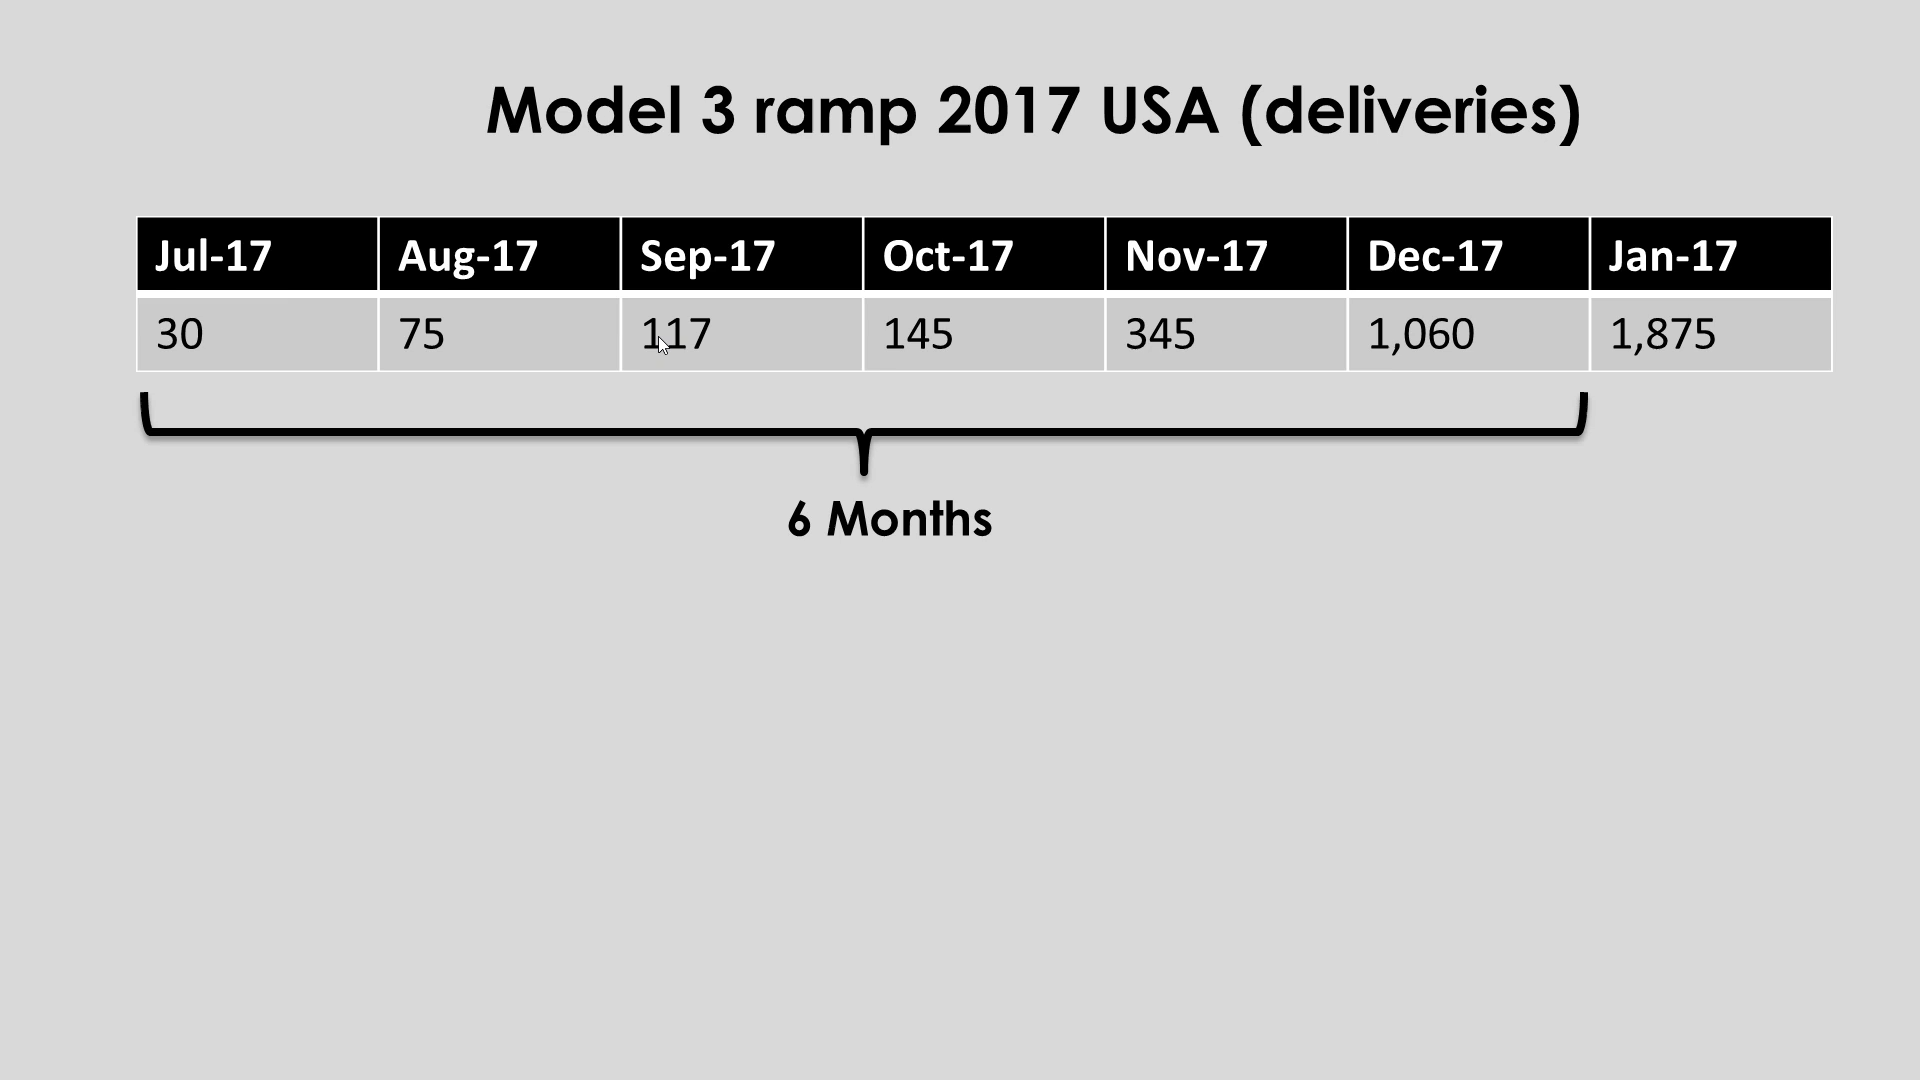 Model 3 ramp 2017 USA (deliveries)
Jul-17 Aug-17 Sep-17 Oct-17 Nov-17 Dec-17 Jan-17
30 75 117 145 345 1,060 1,875
6 Months